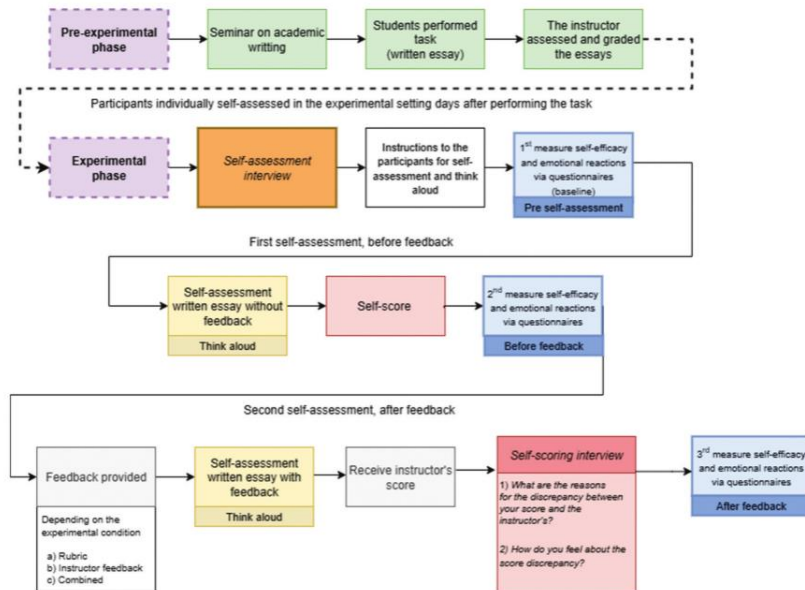 Pre-experimental
phase
Seminar on academic
writting
Students performed
task
(written essay)
The instructor
assessed and graded
the essays
Participants individually self-assessed in the experimental setting days after performing the task
Experimental
phase
Self-assessment
interview
Instructions to the
participants for self-
assessment and think
aloud
1st measure self-efficacy
and emotional reactions
via questionnaires
(baseline)
Pre self-assessment
First self-assessment, before feedback
Self-assessment
written essay without
feedback
Think aloud
Self-score
2nd measure self-efficacy
and emotional reactions
via questionnaires
Before feedback
Second self-assessment, after feedback
Feedback provided
Depending on the
experimental condition
a) Rubric
b) Instructor feedback
c) Combined
Self-assessment
written essay with
feedback
Think aloud
Receive instructor's
score
Self-scoring interview
1) What are the reasons
for the discrepancy between
your score and the
instructor's?
2) How do you feel about the
score discrepancy?
3rd measure self-efficacy
and emotional reactions
via questionnaires
After feedback